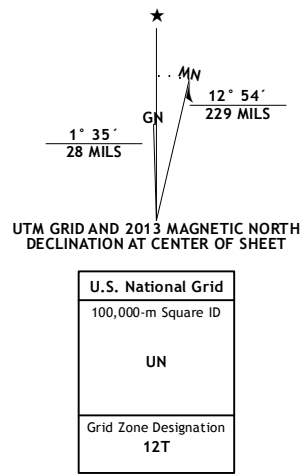 ★
MN
12° 54´
229 MILS
GN
1° 35´
28 MILS
UTM GRID AND 2013 MAGNETIC NORTH
DECLINATION AT CENTER OF SHEET
U.S. National Grid
100,000-m Square ID
UN
Grid Zone Designation
12T